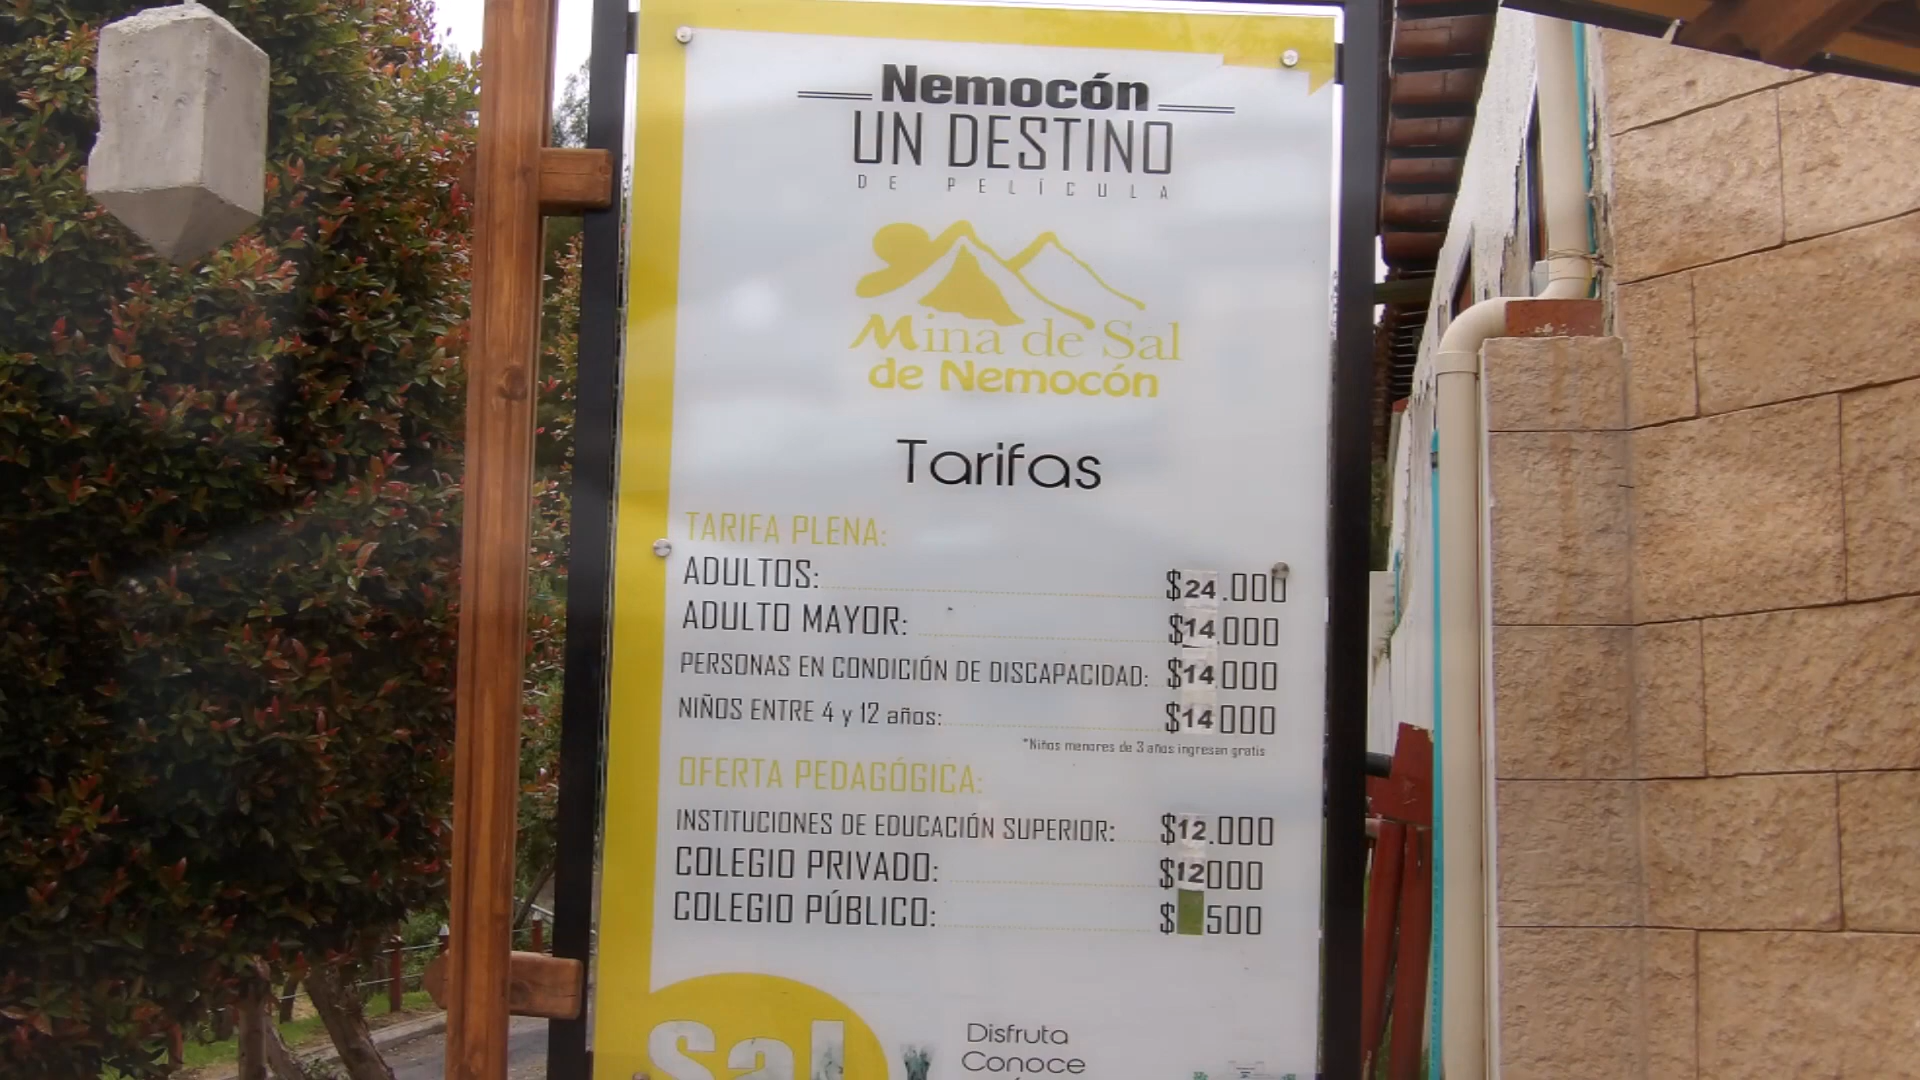 Nemocón
UN DESTINO
DE PELÍCULA
Mina de Sal
de Nemocón
Tarifas
TARIFA PLENA:
ADULTOS: $24.000
ADULTO MAYOR: $14.000
PERSONAS EN CONDICIÓN DE DISCAPACIDAD: $14.000
NIÑOS ENTRE 4 y 12 años: $14.000
*Niños menores de 3 años ingresan gratis
OFERTA PEDAGÓGICA:
INSTITUCIONES DE EDUCACIÓN SUPERIOR: $12.000
COLEGIO PRIVADO: $12000
COLEGIO PÚBLICO: $ 500
Sal
Disfruta
Conoce